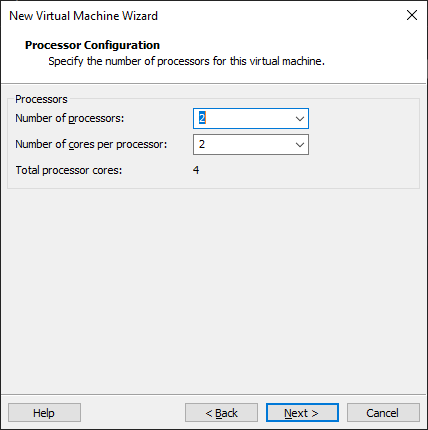 New Virtual Machine Wizard
Processor Configuration
Specify the number of processors for this virtual machine.
Processors
Number of processors: 2
Number of cores per processor: 2
Total processor cores: 4
Help < Back Next > Cancel